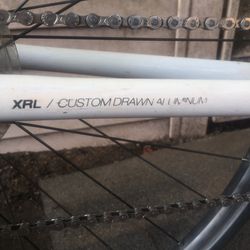 XRL / CUSTOM DRAWN ALUMINUM